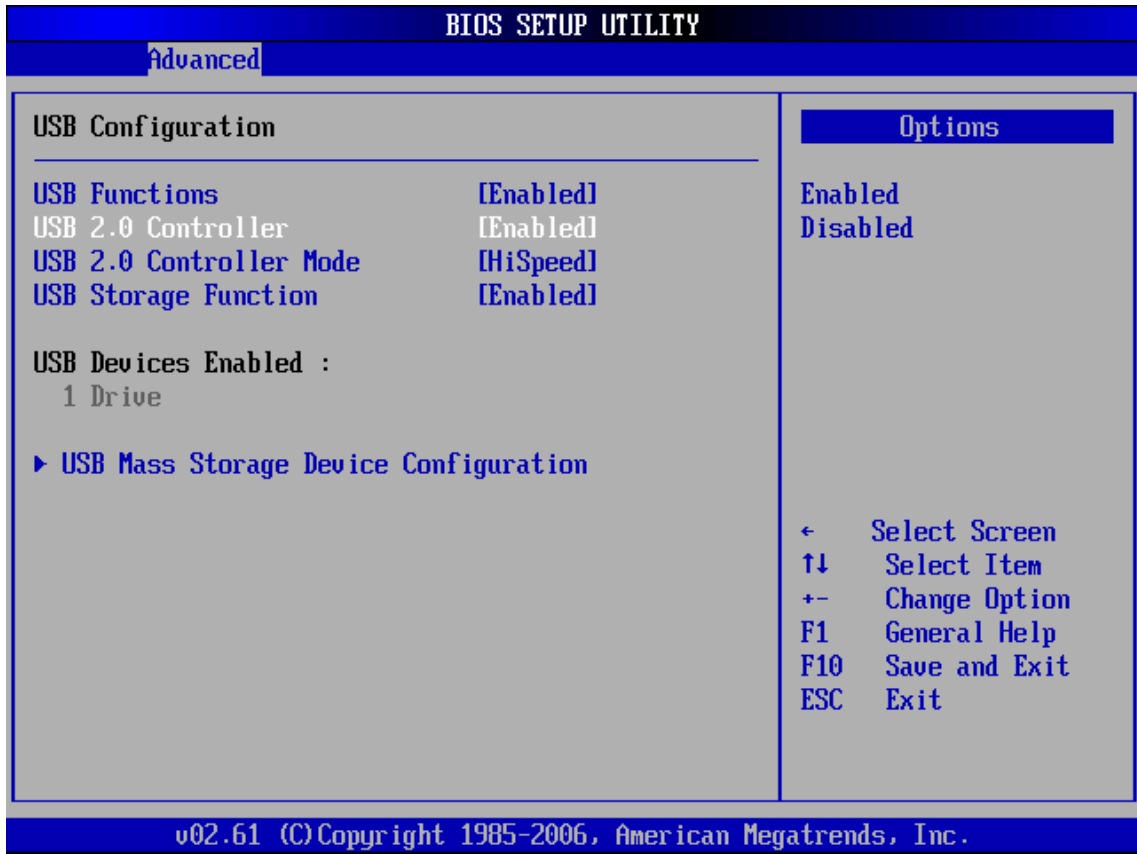 BIOS SETUP UTILITY
Advanced
USB Configuration
USB Functions [Enabled]
USB 2.0 Controller [Enabled]
USB 2.0 Controller Mode [HiSpeed]
USB Storage Function [Enabled]
USB Devices Enabled :
1 Drive
▶ USB Mass Storage Device Configuration
Options
Enabled
Disabled
← Select Screen
↑↓ Select Item
+- Change Option
F1 General Help
F10 Save and Exit
ESC Exit
v02.61 (C)Copyright 1985-2006, American Megatrends, Inc.